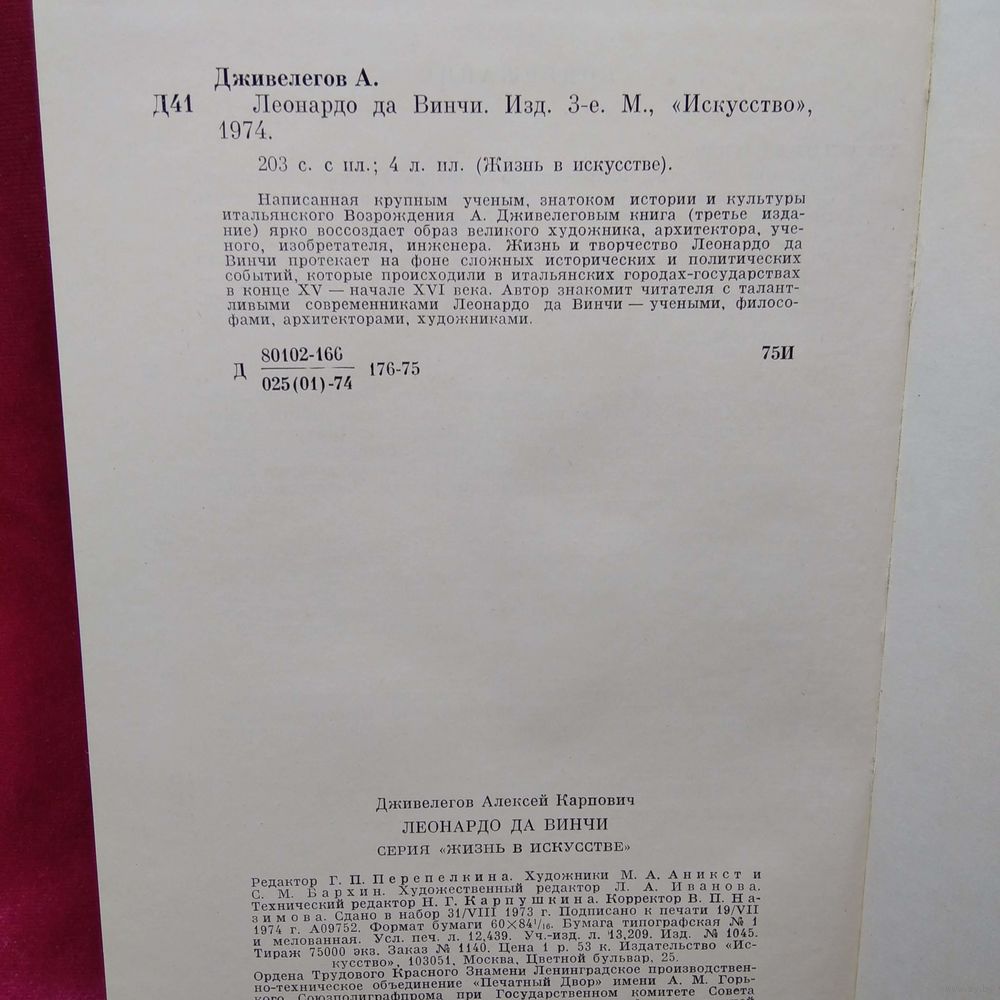 Дживелегов А.
Д41 Леонардо да Винчи. Изд. 3-е. М., «Искусство»,
1974.
203 с. с ил.; 4 л. ил. (Жизнь в искусстве).
Написанная крупным ученым, знатоком истории и культуры
итальянского Возрождения А. Дживелеговым книга (третье изда-
ние) ярко воссоздает образ великого художника, архитектора, уче-
ного, изобретателя, инженера. Жизнь и творчество Леонардо да
Винчи протекает на фоне сложных исторических и политических
событий, которые происходили в итальянских городах-государствах
в конце XV — начале XVI века. Автор знакомит читателя с талант-
ливыми современниками Леонардо да Винчи — учеными, филосо-
фами, архитекторами, художниками.
80102-166
Д 176-75 75И
025(01)-74
Дживелегов Алексей Карпович
ЛЕОНАРДО ДА ВИНЧИ
СЕРИЯ «ЖИЗНЬ В ИСКУССТВЕ»
Редактор Г. П. Перепелкина. Художники М. А. Аникст и
С. М. Бархин. Художественный редактор Л. А. Иванова.
Технический редактор Н. Г. Карпушкина. Корректор В. П. На-
зимова. Сдано в набор 31/VIII 1973 г. Подписано к печати 19/VII
1974 г. А09752. Формат бумаги 60×84¹/₁₆. Бумага типографская № 1
и мелованная. Усл. печ. л. 12,439. Уч.-изд. л. 13,209. Изд. № 1045.
Тираж 75000 экз. Заказ № 1140. Цена 1 р. 53 к. Издательство «Ис-
кусство», 103051, Москва, Цветной бульвар, 25.
Ордена Трудового Красного Знамени Ленинградское производствен-
но-техническое объединение «Печатный Двор» имени А. М. Горь-
кого Союзполиграфпрома при Государственном комитете Совета